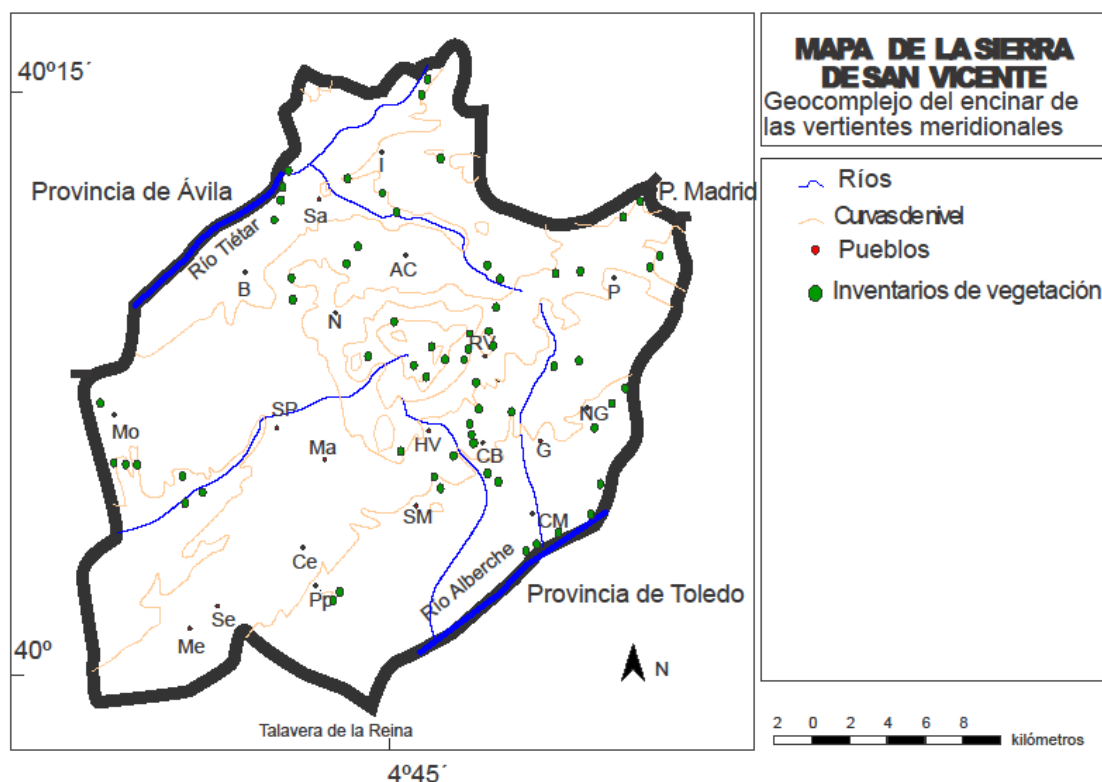 40º15´
MAPA DE LA SIERRA
DE SAN VICENTE
Geocomplejo del encinar de
las vertientes meridionales
I
Provincia de Ávila
P. Madrid
Ríos
Sa
Curvas de nivel
Río Tiétar
AC
Pueblos
B
P
Inventarios de vegetación
N
RV
SP
NG
Mo
HV
Ma
CB
G
SM
CM
Ce
Río Alberche
Provincia de Toledo
Pp
Se
Me
40º
N
Talavera de la Reina
2 0 2 4 6 8
kilómetros
4º45´